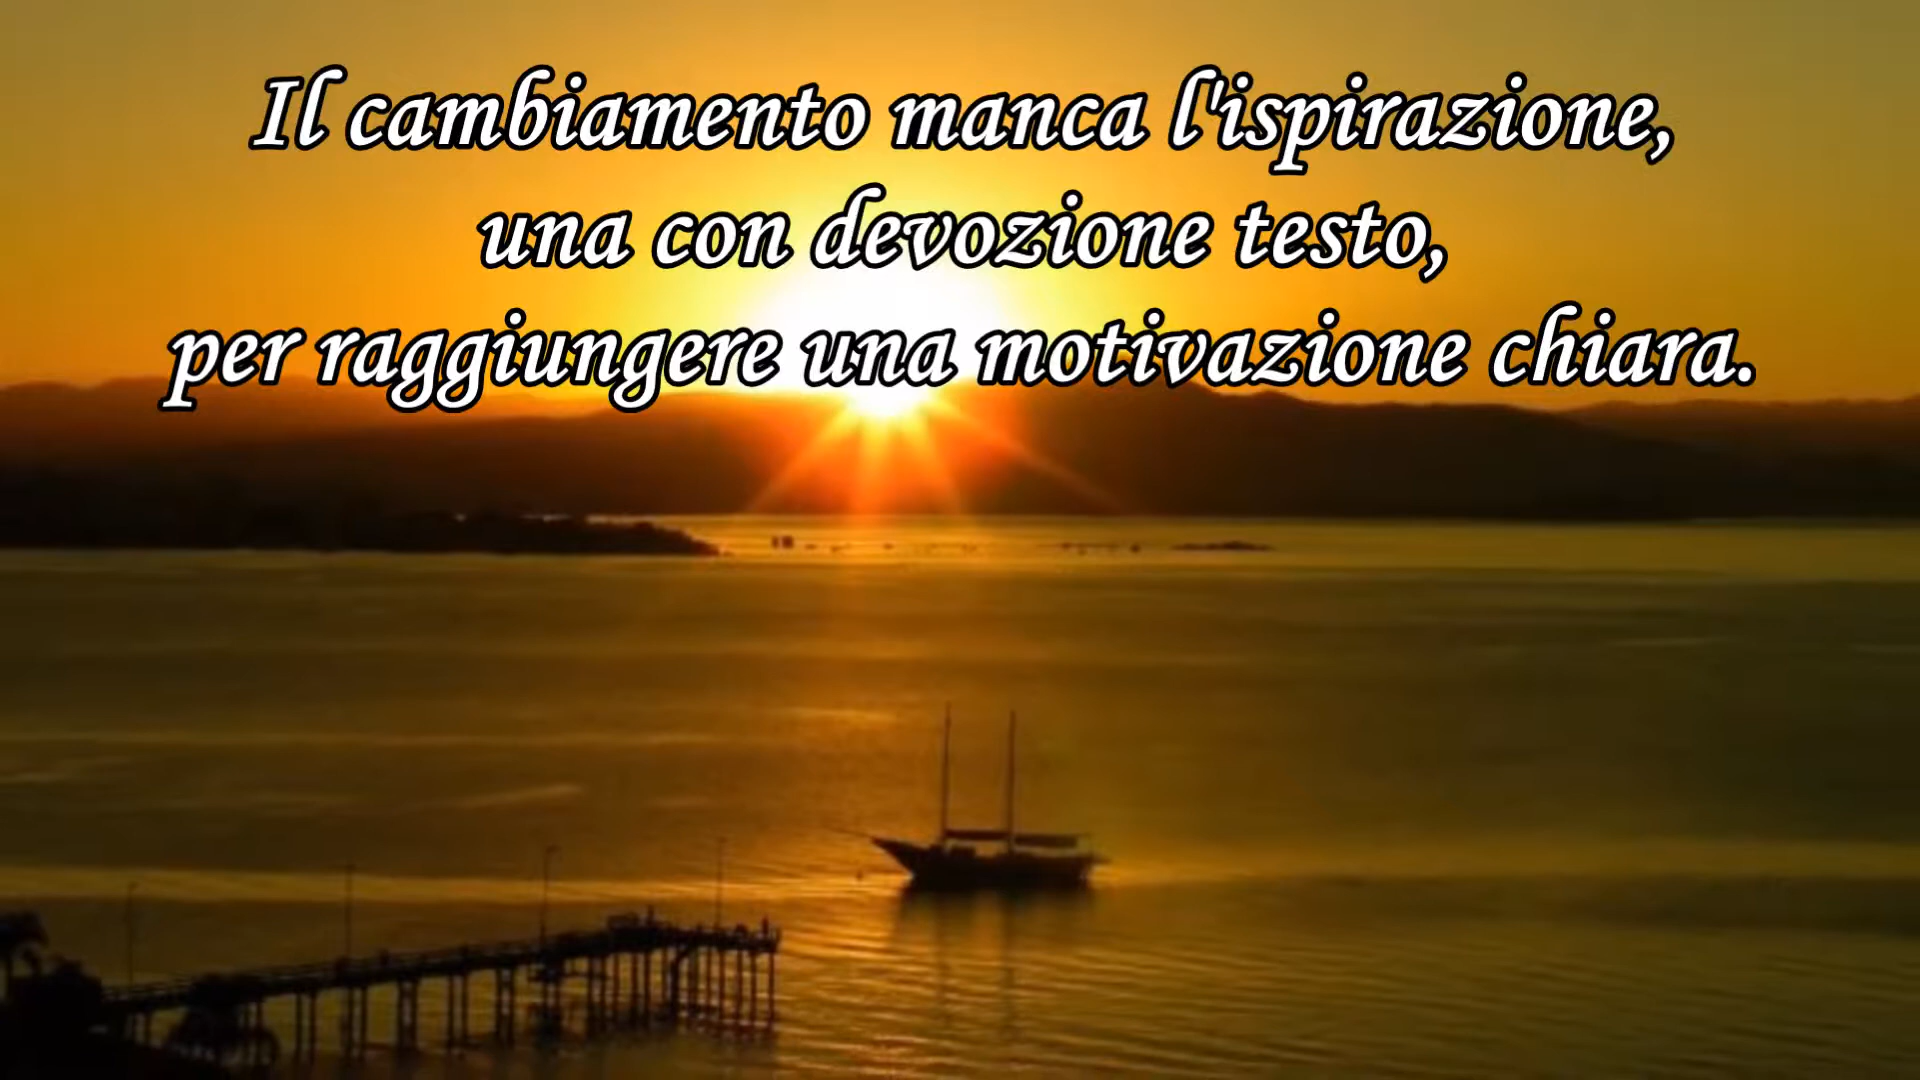 Il cambiamento manca l'ispirazione,
una con devozione testo,
per raggiungere una motivazione chiara.